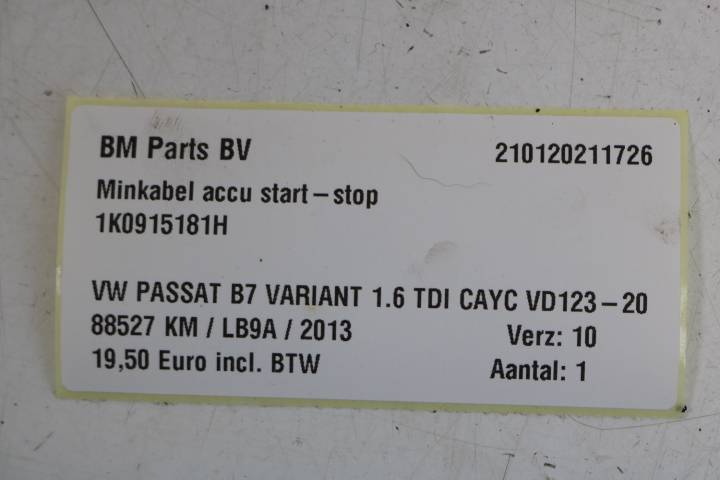 BM Parts BV 210120211726
Minkabel accu start-stop
1K0915181H
VW PASSAT B7 VARIANT 1.6 TDI CAYC VD123-20
88527 KM / LB9A / 2013 Verz: 10
19,50 Euro incl. BTW Aantal: 1